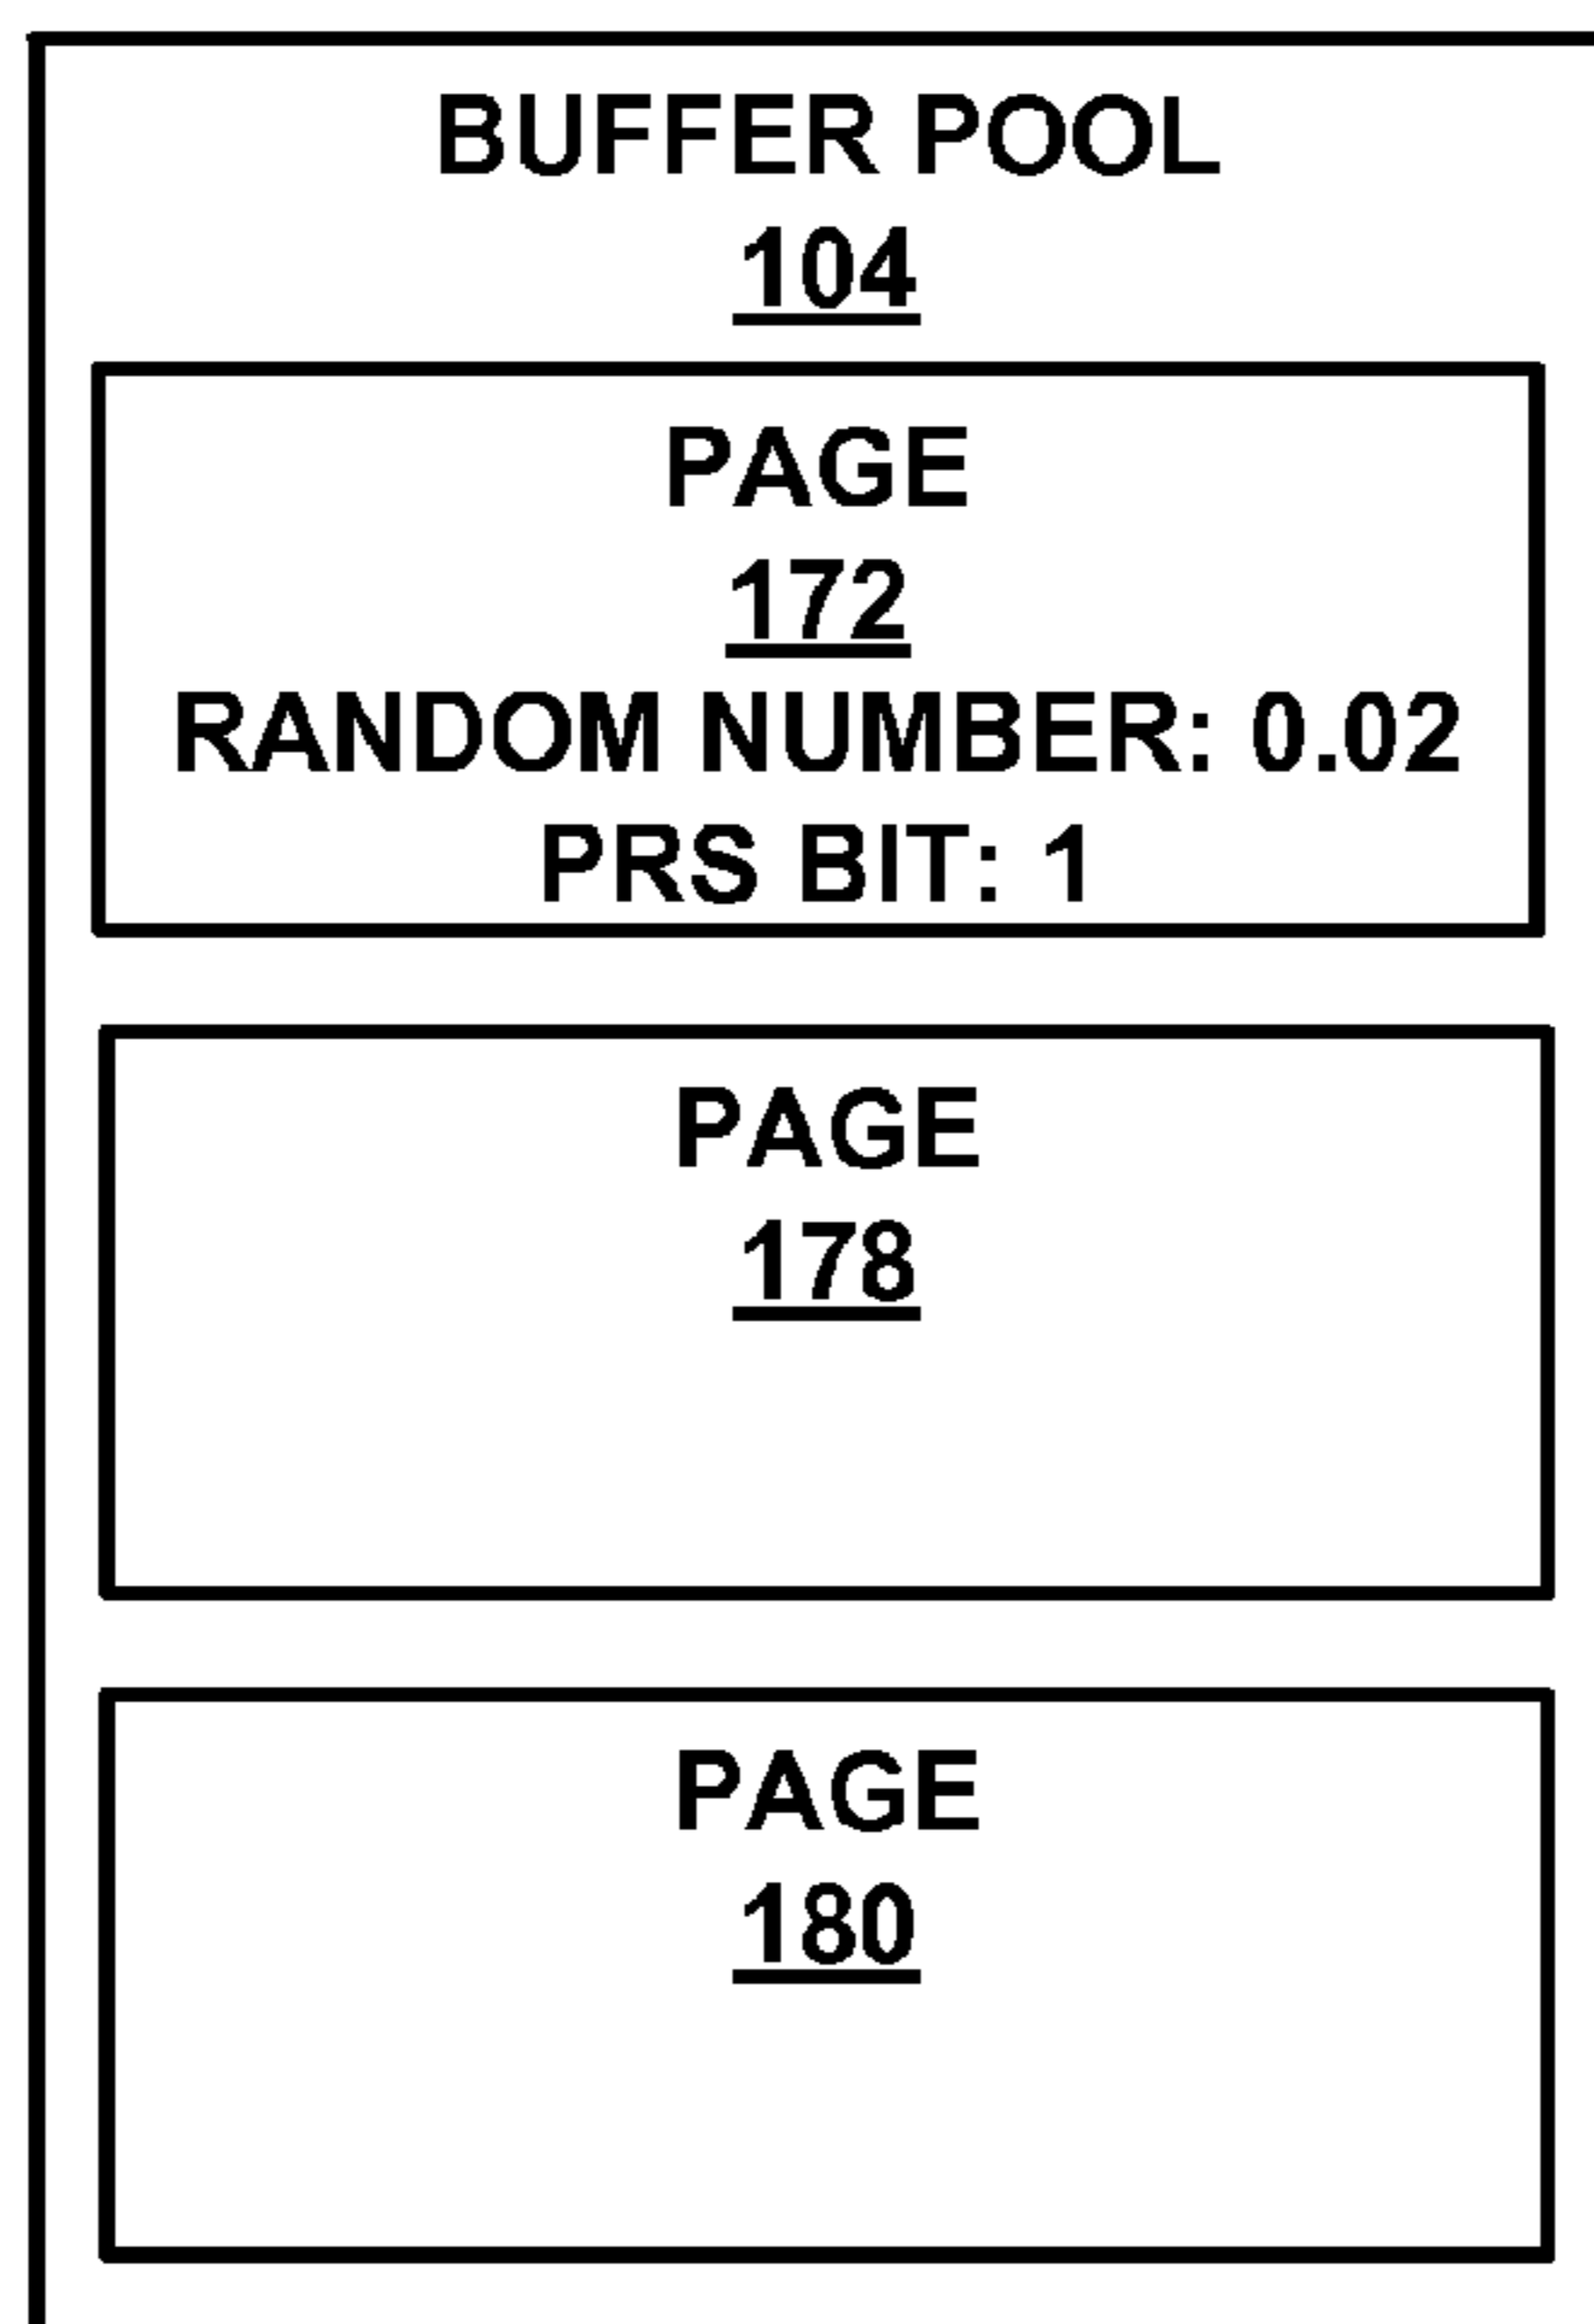 BUFFER POOL
104
PAGE
172
RANDOM NUMBER: 0.02
PRS BIT: 1
PAGE
178
PAGE
180